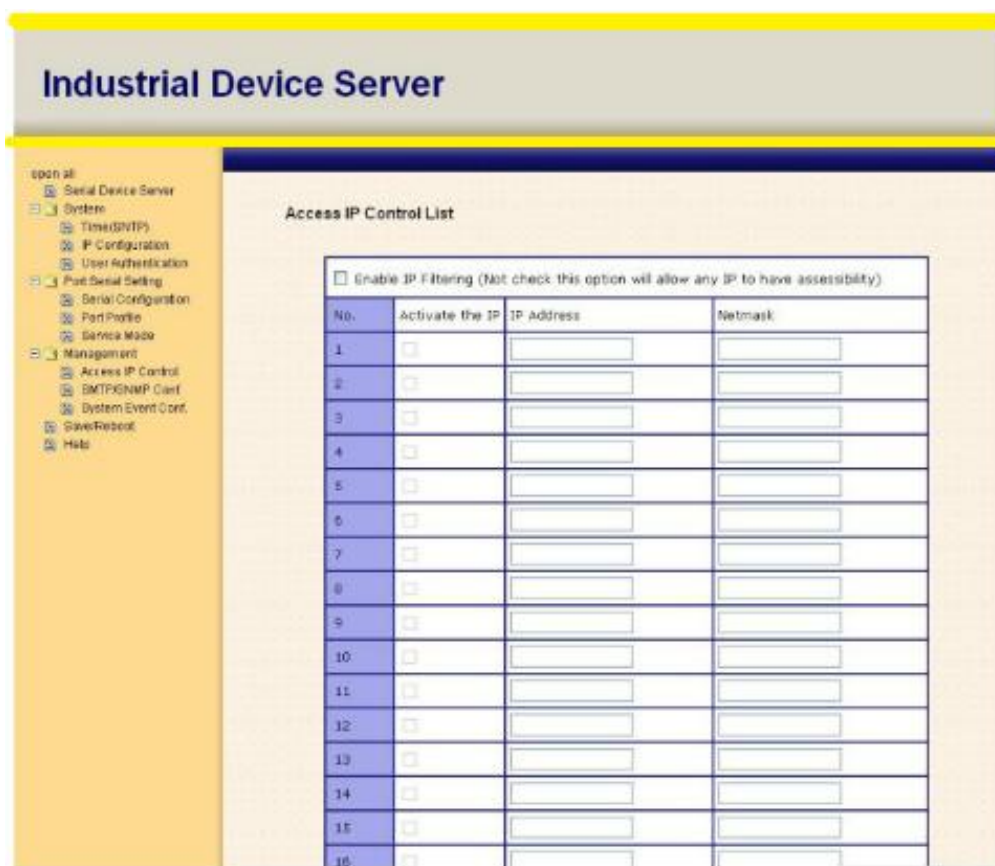 Industrial Device Server
open all
Serial Device Server
System
Time(SNTP)
IP Configuration
User Authentication
Port Serial Setting
Serial Configuration
Port Profile
Service Mode
Management
Access IP Control
SMTP/SNMP Conf
System Event Conf.
Save/Reboot
Help
Access IP Control List
Enable IP Filtering (Not check this option will allow any IP to have assessibility)
No. Activate the IP IP Address Netmask
1
2
3
4
5
6
7
8
9
10
11
12
13
14
15
16